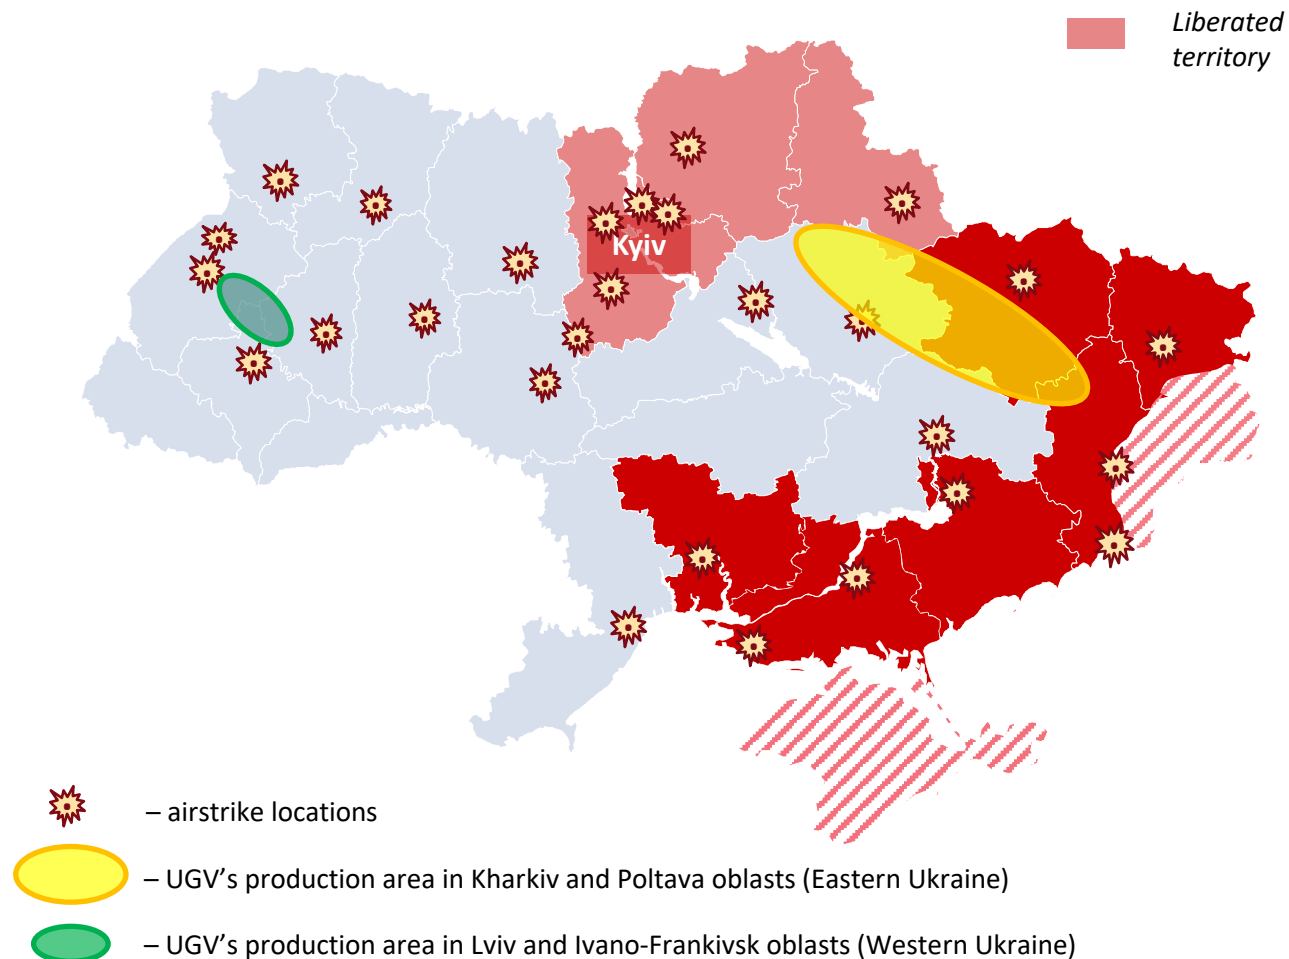 Liberated
territory
Kyiv
– airstrike locations
– UGV’s production area in Kharkiv and Poltava oblasts (Eastern Ukraine)
– UGV’s production area in Lviv and Ivano-Frankivsk oblasts (Western Ukraine)